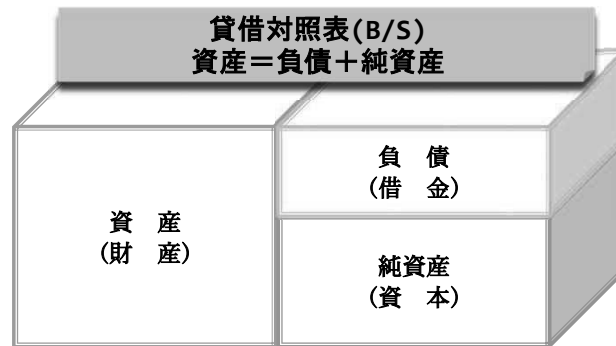 貸借対照表(B/S)
資産＝負債＋純資産
資　産
(財　産)
負　債
(借　金)
純資産
(資　本)